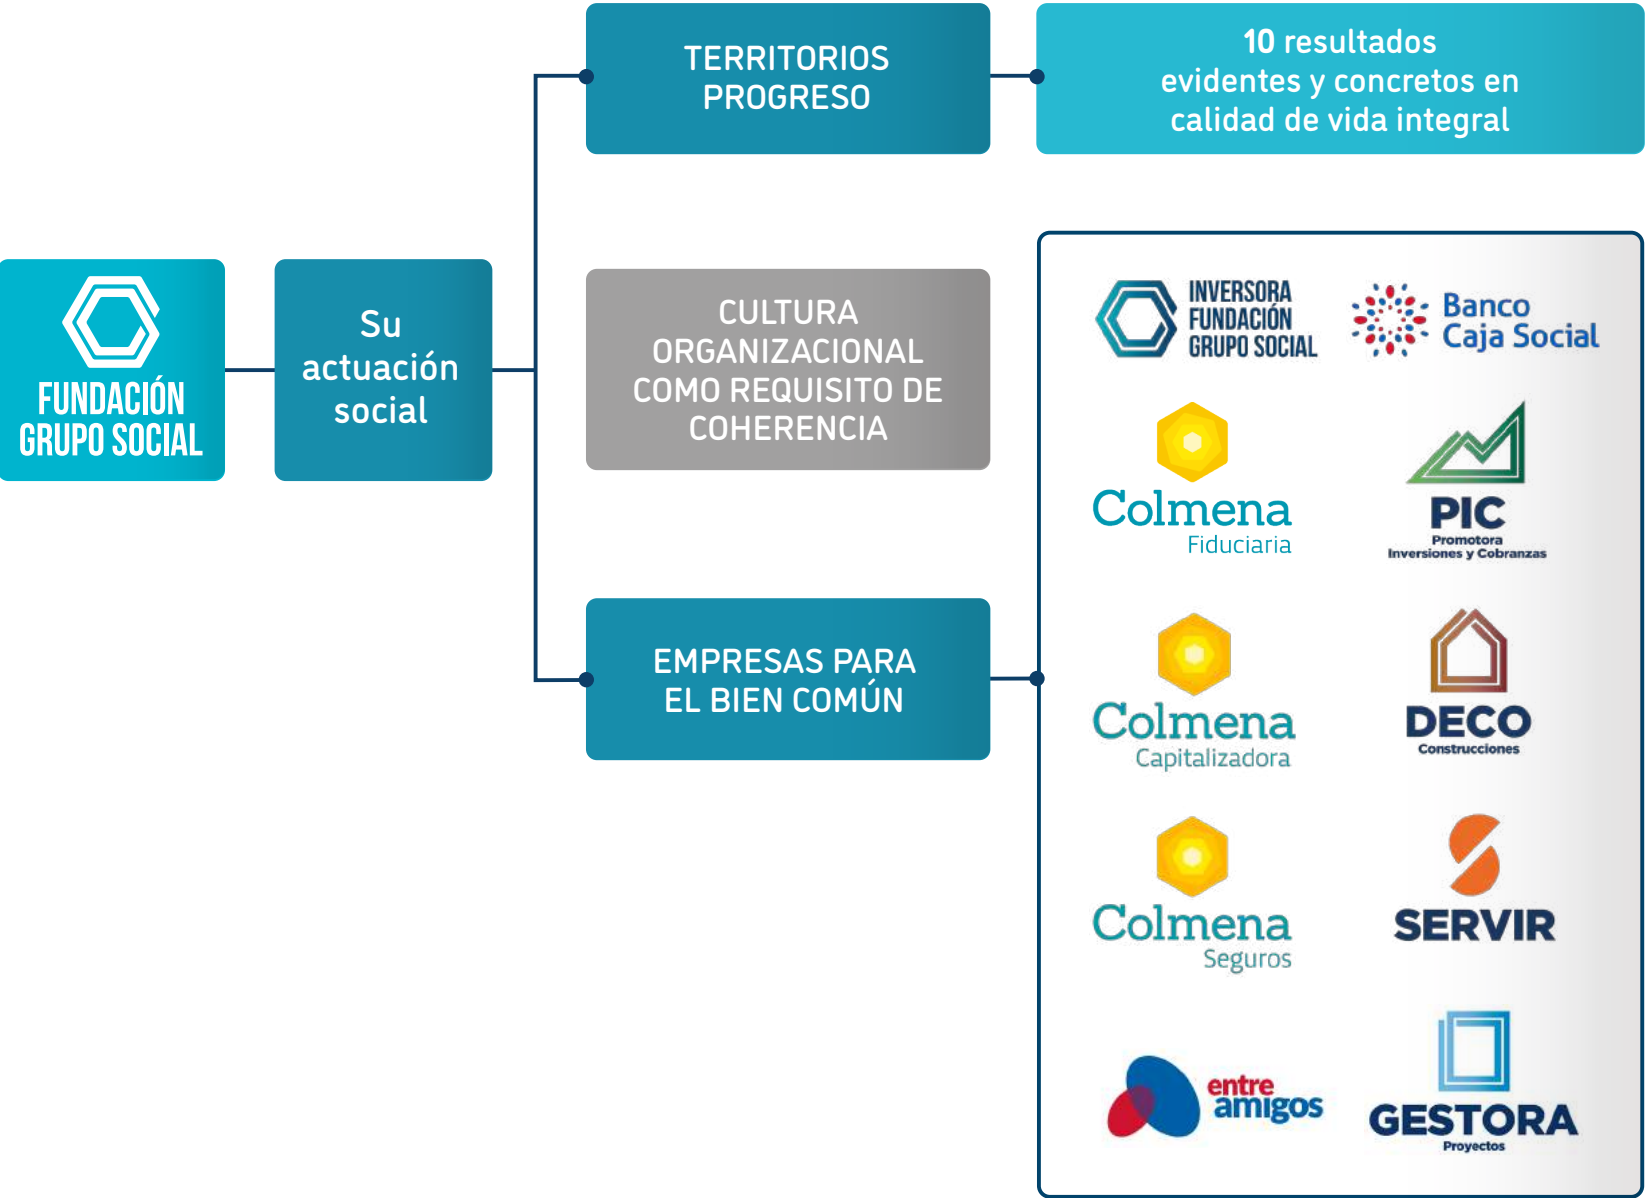 FUNDACIÓN
GRUPO SOCIAL
Su
actuación
social
TERRITORIOS
PROGRESO
10 resultados
evidentes y concretos en
calidad de vida integral
CULTURA
ORGANIZACIONAL
COMO REQUISITO DE
COHERENCIA
EMPRESAS PARA
EL BIEN COMÚN
INVERSORA
FUNDACIÓN
GRUPO SOCIAL
Banco
Caja Social
Colmena
Fiduciaria
PIC
Promotora
Inversiones y Cobranzas
Colmena
Capitalizadora
DECO
Construcciones
Colmena
Seguros
SERVIR
entre
amigos
GESTORA
Proyectos